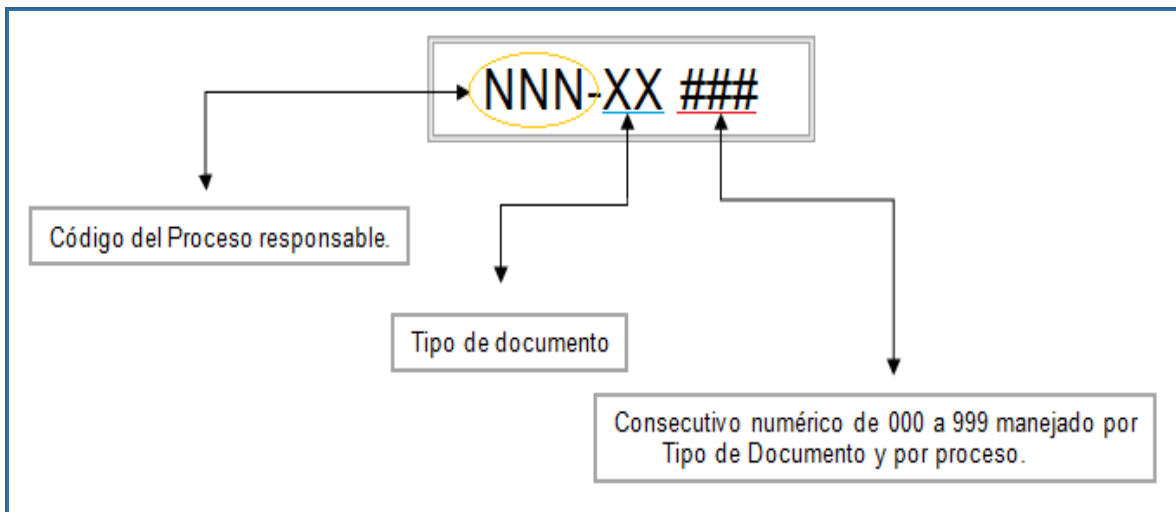 NNN-XX ###
Código del Proceso responsable.
Tipo de documento
Consecutivo numérico de 000 a 999 manejado por
Tipo de Documento y por proceso.